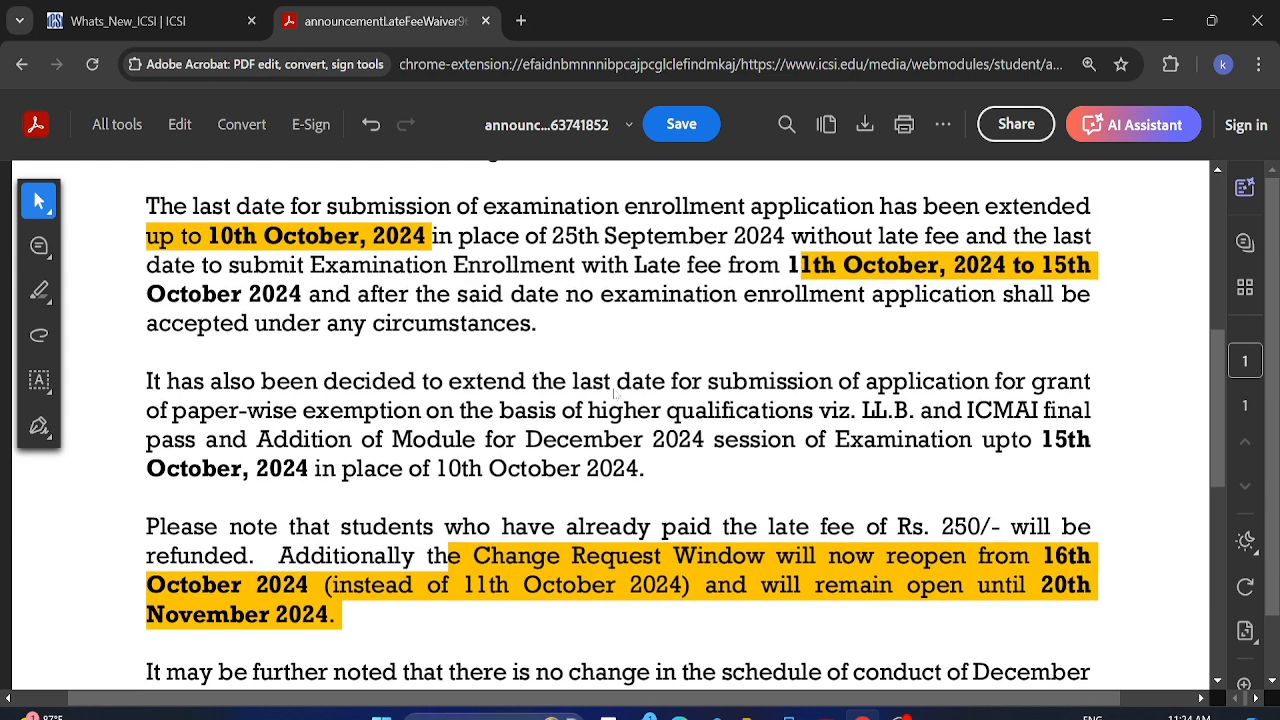 Whats_New_ICSI | ICSI
announcementLateFeeWaiver9
Adobe Acrobat: PDF edit, convert, sign tools
chrome-extension://efaidnbmnnnibpcajpcglclefindmkaj/https://www.icsi.edu/media/webmodules/student/a...
k
All tools
Edit
Convert
E-Sign
announc...63741852
Save
Share
AI Assistant
Sign in
The last date for submission of examination enrollment application has been extended
up to 10th October, 2024 in place of 25th September 2024 without late fee and the last
date to submit Examination Enrollment with Late fee from 11th October, 2024 to 15th
October 2024 and after the said date no examination enrollment application shall be
accepted under any circumstances.
It has also been decided to extend the last date for submission of application for grant
of paper-wise exemption on the basis of higher qualifications viz. LL.B. and ICMAI final
pass and Addition of Module for December 2024 session of Examination upto 15th
October, 2024 in place of 10th October 2024.
Please note that students who have already paid the late fee of Rs. 250/- will be
refunded. Additionally the Change Request Window will now reopen from 16th
October 2024 (instead of 11th October 2024) and will remain open until 20th
November 2024.
It may be further noted that there is no change in the schedule of conduct of December
1
1
87°F
ENG
11:24 AM